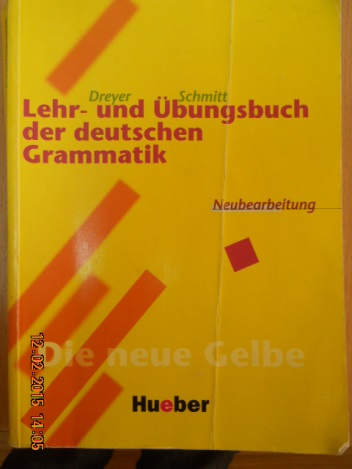 Dreyer Schmitt
Lehr- und Übungsbuch
der deutschen
Grammatik
Neubearbeitung
Die neue Gelbe
Hueber
12.02.2015 14:05